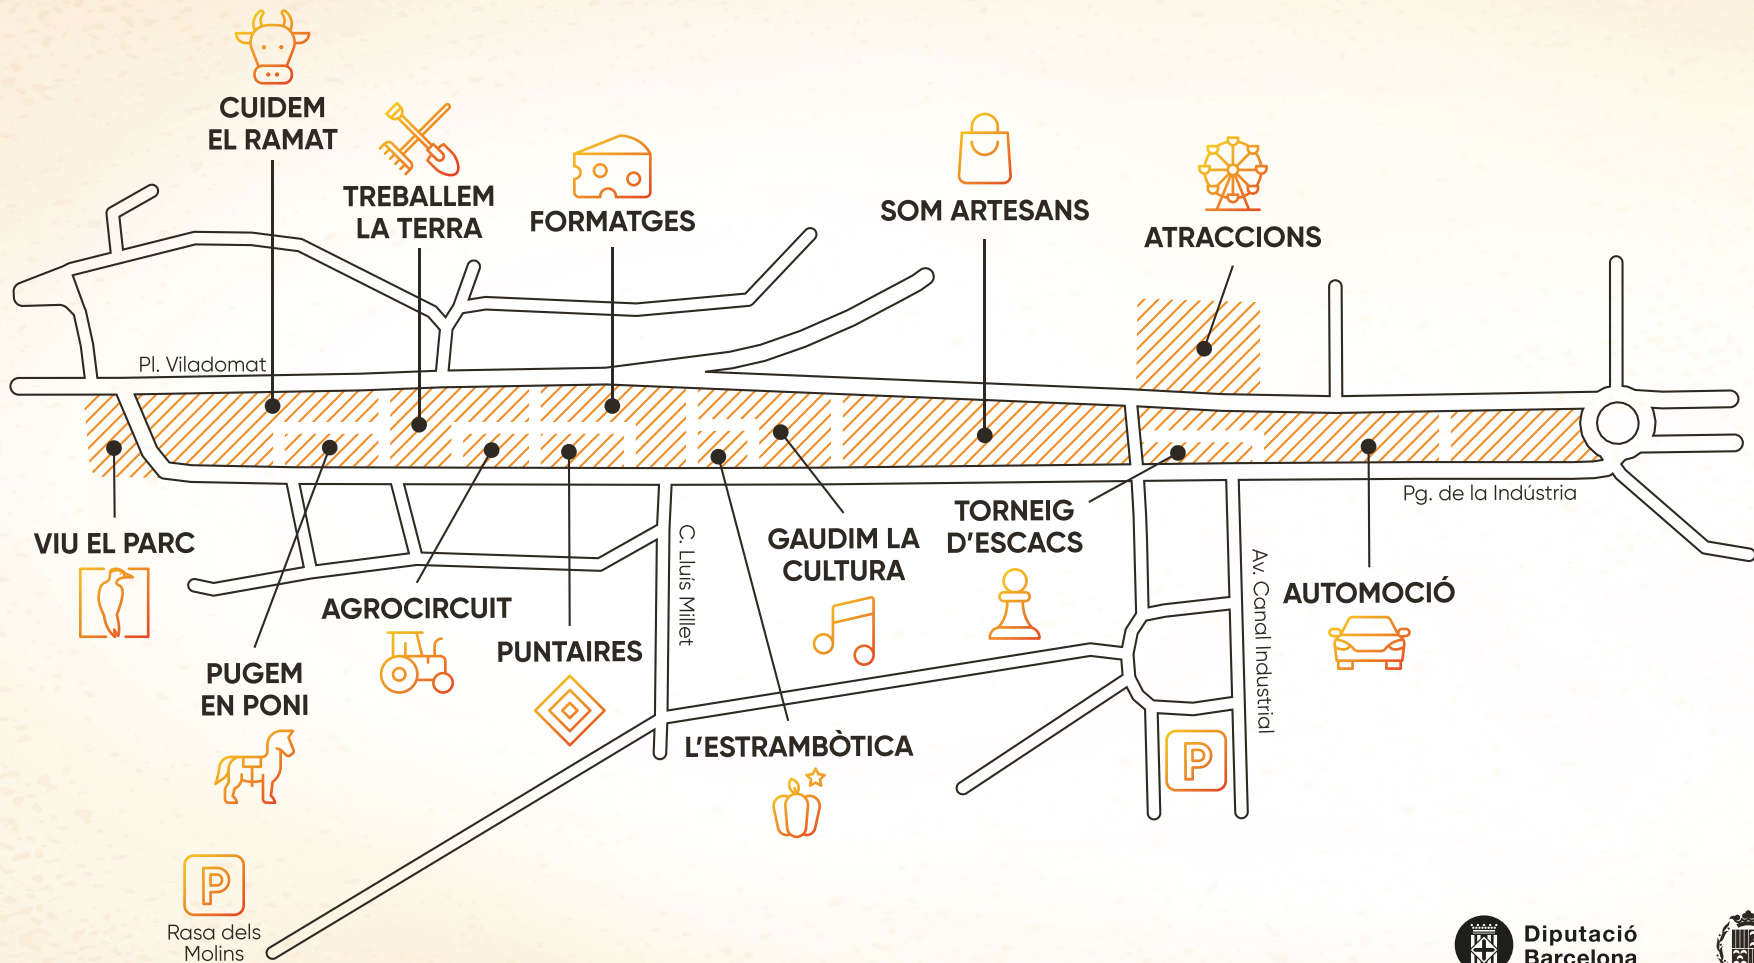 CUIDEM
EL RAMAT
TREBALLEM
LA TERRA
FORMATGES
SOM ARTESANS
ATRACCIONS
Pl. Viladomat
Pg. de la Indústria
VIU EL PARC
TORNEIG
D'ESCACS
GAUDIM LA
CULTURA
C. Lluís Millet
Av. Canal Industrial
AUTOMOCIÓ
AGROCIRCUIT
PUNTAIRES
PUGEM
EN PONI
L'ESTRAMBÒTICA
P
P
Rasa dels
Molins
Diputació
Barcelona